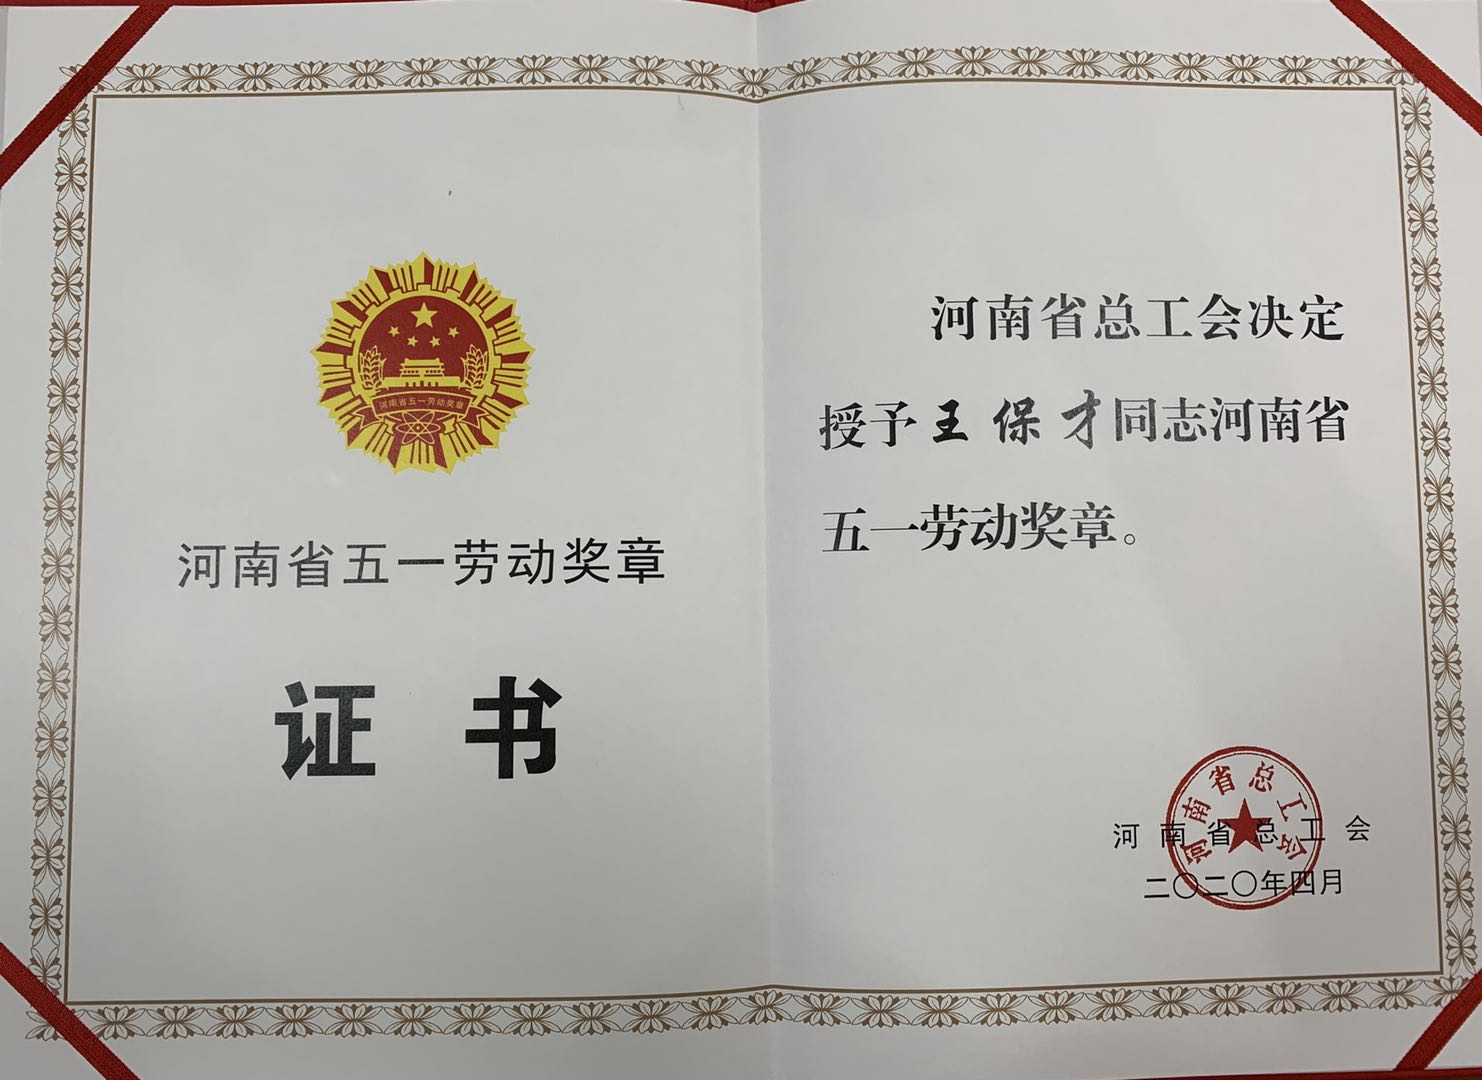 河南省五一劳动奖章
河南省五一劳动奖章
证书
河南省总工会决定
授予王保才同志河南省
五一劳动奖章。
河南省总工会
河南省总工会
二〇二〇年四月